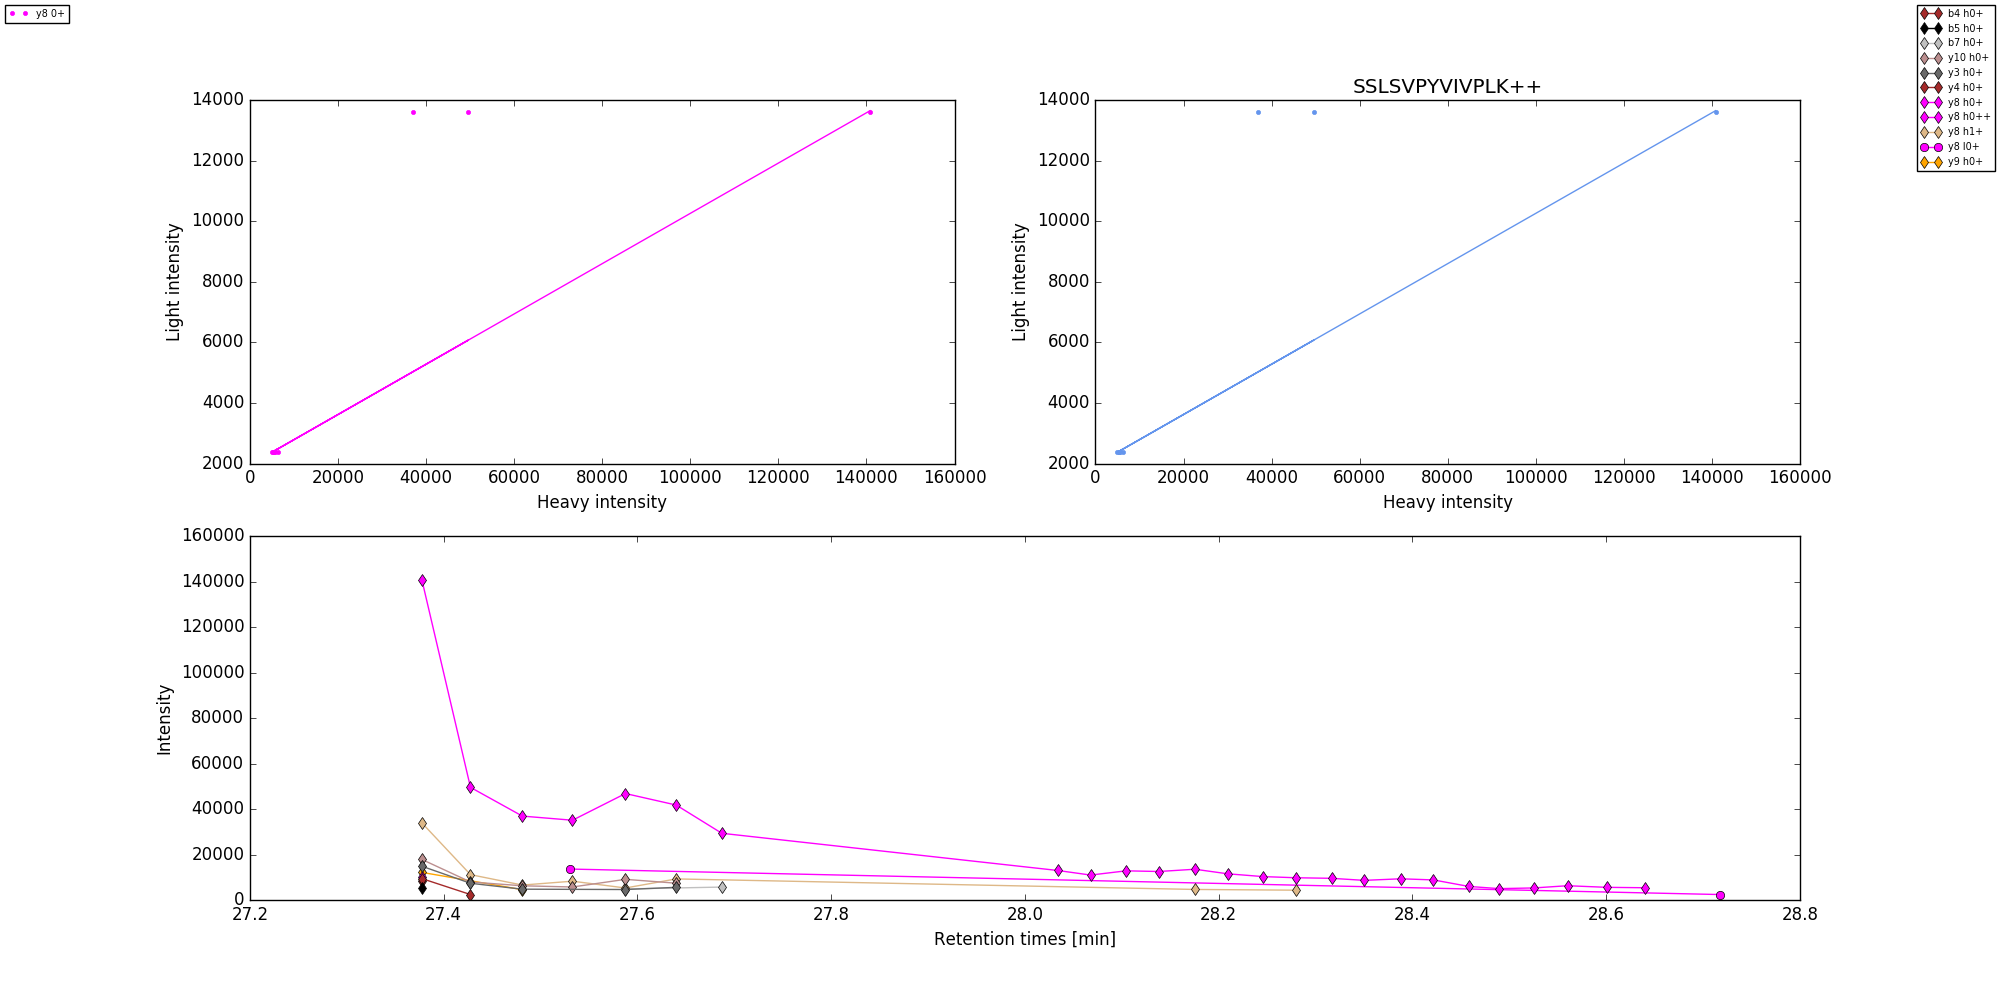 y8 0+
b4 h0+
b5 h0+
b7 h0+
y10 h0+
y3 h0+
y4 h0+
y8 h0+
y8 h0++
y8 h1+
y8 l0+
y9 h0+
14000
12000
10000
8000
6000
4000
2000
Light intensity
0 20000 40000 60000 80000 100000 120000 140000 160000
Heavy intensity
SSLSVPYVIVPLK++
14000
12000
10000
8000
6000
4000
2000
Light intensity
0 20000 40000 60000 80000 100000 120000 140000 160000
Heavy intensity
160000
140000
120000
100000
80000
60000
40000
20000
0
Intensity
27.2 27.4 27.6 27.8 28.0 28.2 28.4 28.6 28.8
Retention times [min]